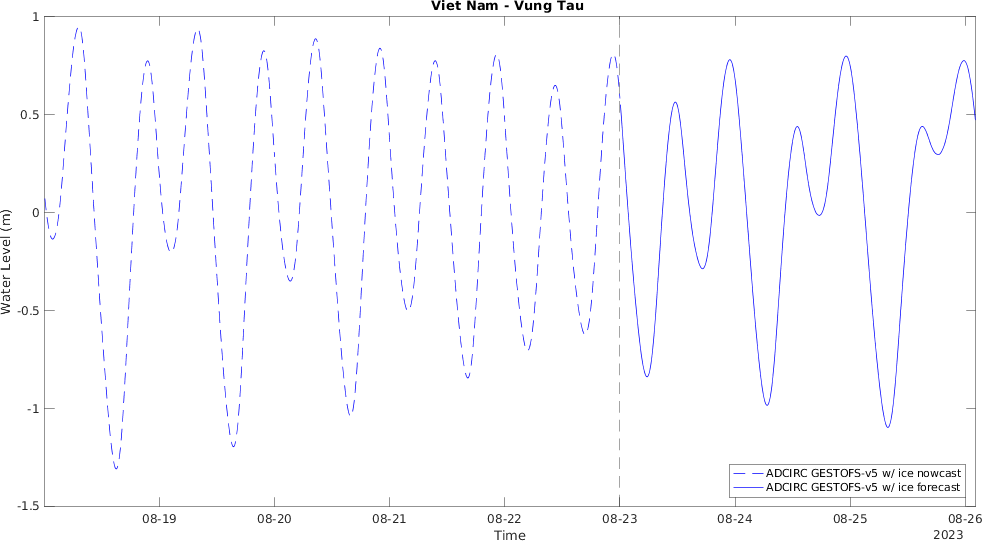 Viet Nam - Vung Tau
1
0.5
0
-0.5
-1
-1.5
Water Level (m)
ADCIRC GESTOFS-v5 w/ ice nowcast
ADCIRC GESTOFS-v5 w/ ice forecast
08-19 08-20 08-21 08-22 08-23 08-24 08-25 08-26
Time 2023